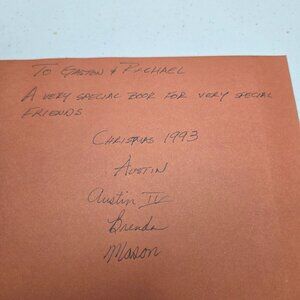 To Gaston & Rachael
A very special book for very special
friends
Christmas 1993
Austin
Austin IV
Brenda
Mason